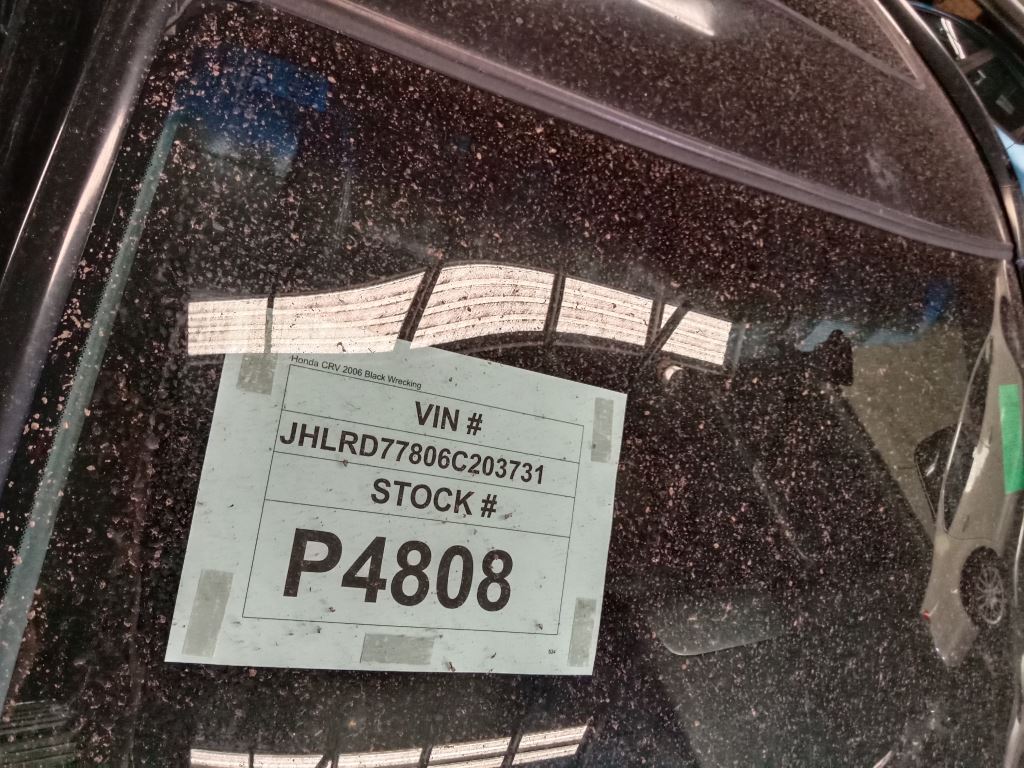 Honda CRV 2006 Black Wrecking
VIN #
JHLRD77806C203731
STOCK #
P4808